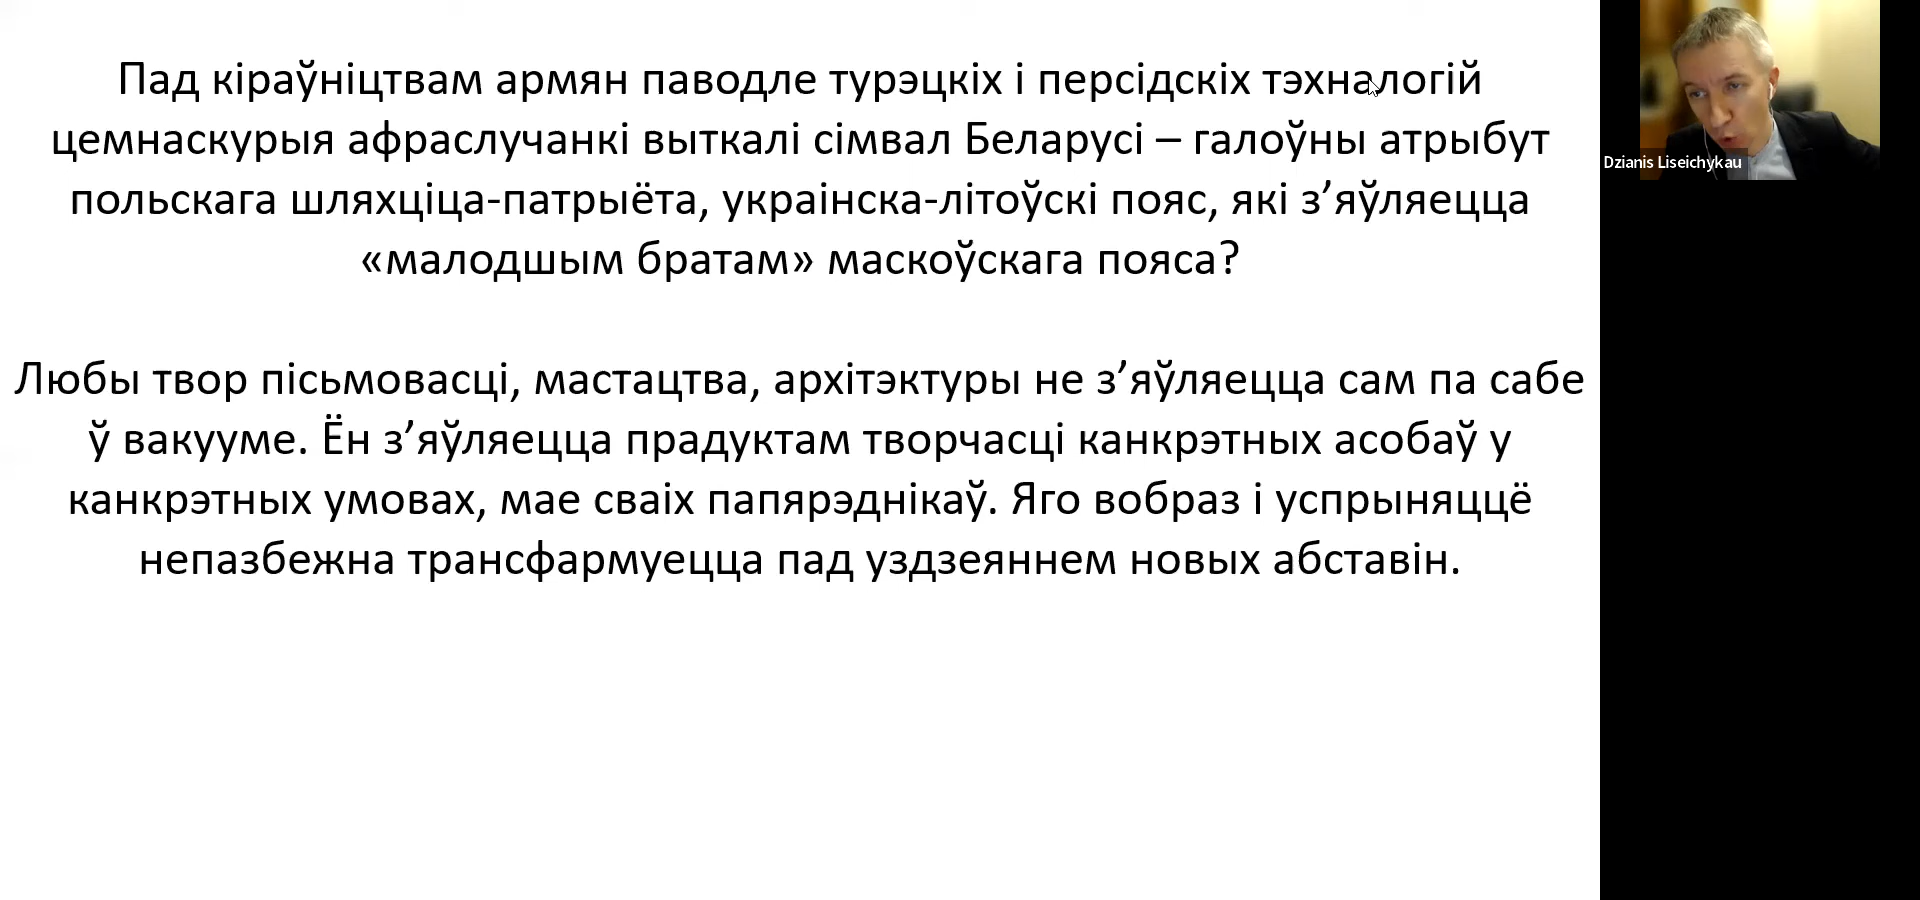 Пад кіраўніцтвам армян паводле турэцкіх і персідскіх тэхналогій
цемнаскурыя афраслучанкі выткалі сімвал Беларусі – галоўны атрыбут
польскага шляхціца-патрыёта, украінска-літоўскі пояс, які з’яўляецца
«малодшым братам» маскоўскага пояса?
Любы твор пісьмовасці, мастацтва, архітэктуры не з’яўляецца сам па сабе
ў вакууме. Ён з’яўляецца прадуктам творчасці канкрэтных асобаў у
канкрэтных умовах, мае сваіх папярэднікаў. Яго вобраз і успрыняццё
непазбежна трансфармуецца пад уздзеяннем новых абставін.
Dzianis Liseichykau